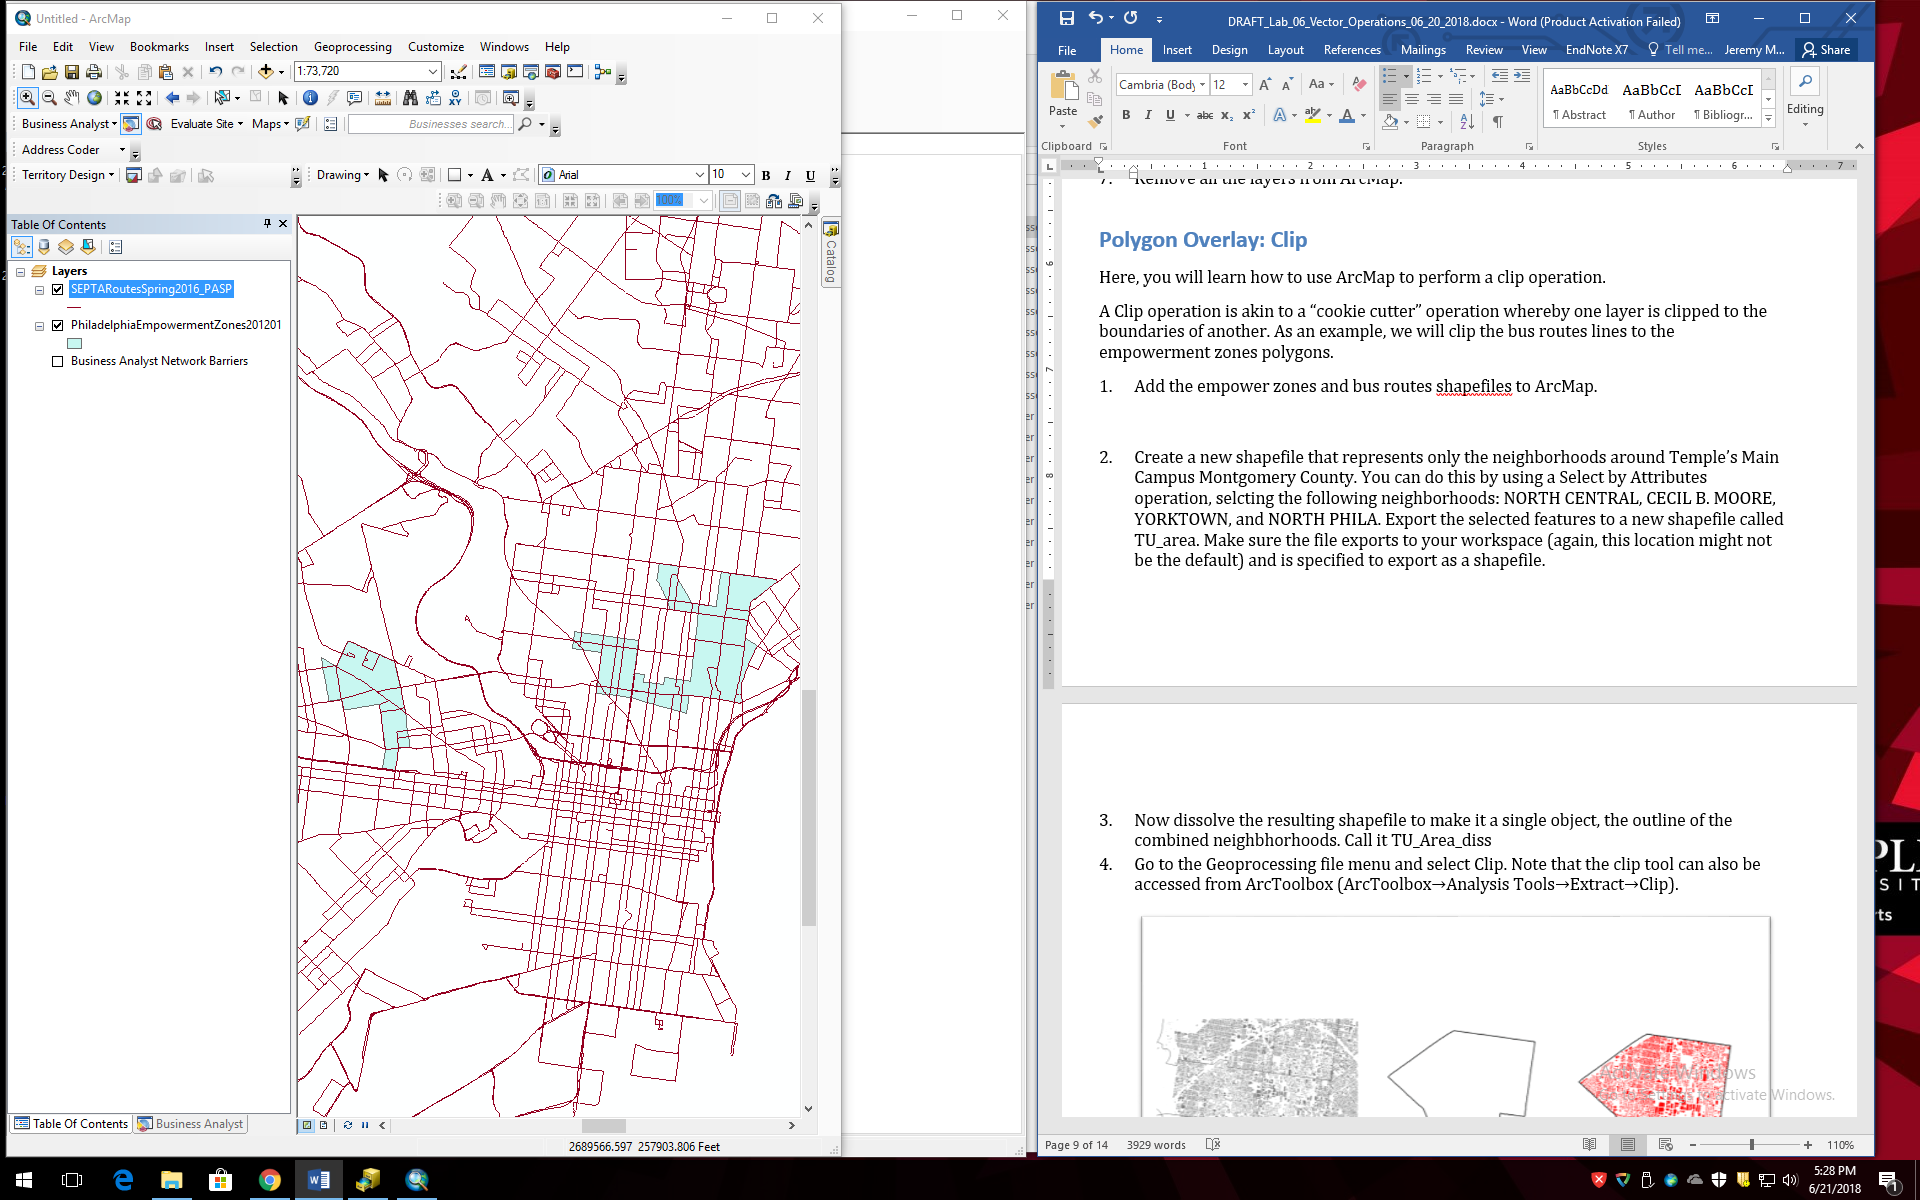 Untitled - ArcMap
File Edit View Bookmarks Insert Selection Geoprocessing Customize Windows Help
1:73,720
Business Analyst Evaluate Site Maps Businesses search...
Address Coder
Territory Design Drawing Arial 10 B I U
100%
Table Of Contents
Layers
SEPTARoutesSpring2016_PASP
PhiladelphiaEmpowermentZones201201
Business Analyst Network Barriers
Catalog
Table Of Contents Business Analyst
2689566.597 257903.806 Feet
DRAFT_Lab_06_Vector_Operations_06_20_2018.docx - Word (Product Activation Failed)
File Home Insert Design Layout References Mailings Review View EndNote X7 Tell me... Jeremy M... Share
Paste
Cambria (Body 12
B I U abc x₂ x²
AaBbCcDd AaBbCcI AaBbCcI
¶ Abstract ¶ Author ¶ Bibliogr...
Editing
Clipboard Font Paragraph Styles
1 2 3 4 5 6 7
7. Remove all the layers from ArcMap.
Polygon Overlay: Clip
Here, you will learn how to use ArcMap to perform a clip operation.
A Clip operation is akin to a “cookie cutter” operation whereby one layer is clipped to the
boundaries of another. As an example, we will clip the bus routes lines to the
empowerment zones polygons.
1. Add the empower zones and bus routes shapefiles to ArcMap.
2. Create a new shapefile that represents only the neighborhoods around Temple’s Main
Campus Montgomery County. You can do this by using a Select by Attributes
operation, selcting the following neighborhoods: NORTH CENTRAL, CECIL B. MOORE,
YORKTOWN, and NORTH PHILA. Export the selected features to a new shapefile called
TU_area. Make sure the file exports to your workspace (again, this location might not
be the default) and is specified to export as a shapefile.
3. Now dissolve the resulting shapefile to make it a single object, the outline of the
combined neighbhorhoods. Call it TU_Area_diss
4. Go to the Geoprocessing file menu and select Clip. Note that the clip tool can also be
accessed from ArcToolbox (ArcToolbox→Analysis Tools→Extract→Clip).
Page 9 of 14 3929 words 110%
5:28 PM
6/21/2018